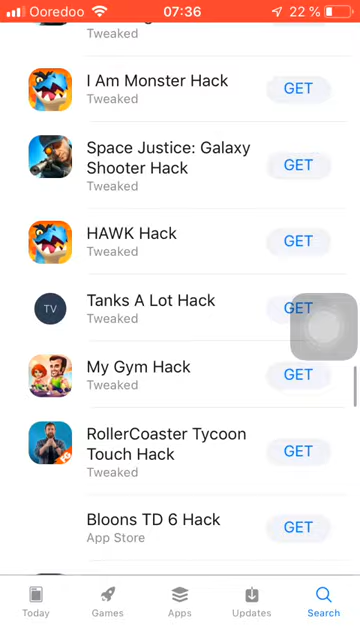 Ooredoo 07:36 22 %
Tweaked
I Am Monster Hack
Tweaked
GET
Space Justice: Galaxy
Shooter Hack
Tweaked
GET
HAWK Hack
Tweaked
GET
TV
Tanks A Lot Hack
Tweaked
GET
My Gym Hack
Tweaked
GET
RollerCoaster Tycoon
Touch Hack
Tweaked
GET
Bloons TD 6 Hack
App Store
GET
Today Games Apps Updates Search